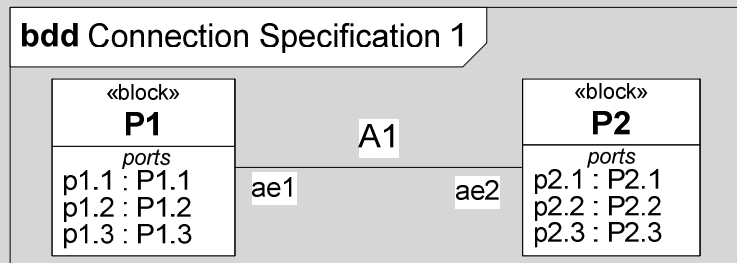 bdd Connection Specification 1
«block»
P1
ports
p1.1 : P1.1
p1.2 : P1.2
p1.3 : P1.3
A1
ae1
ae2
«block»
P2
ports
p2.1 : P2.1
p2.2 : P2.2
p2.3 : P2.3